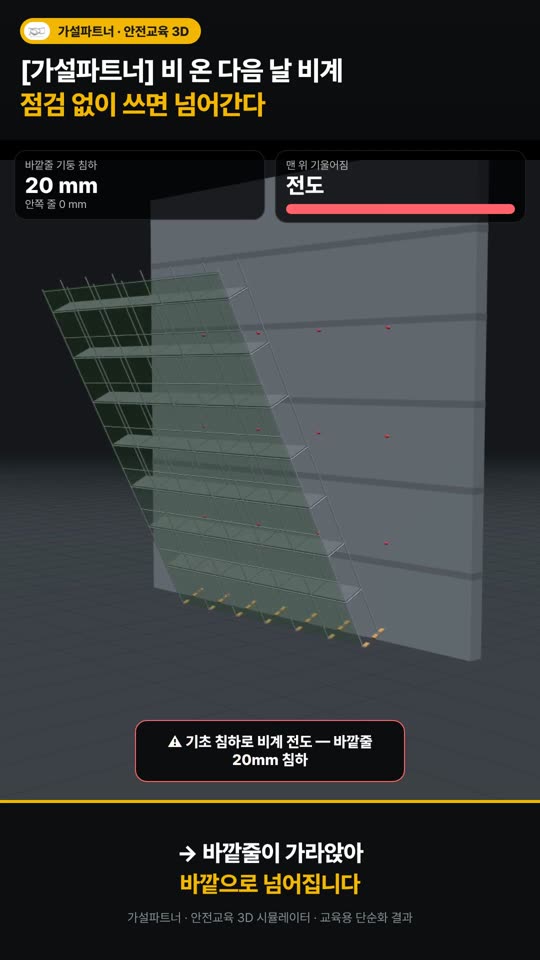 가설파트너 · 안전교육 3D
[가설파트너] 비 온 다음 날 비계
점검 없이 쓰면 넘어간다
바깥줄 기둥 침하
20 mm
안쪽 줄 0 mm
맨 위 기울어짐
전도
⚠ 기초 침하로 비계 전도 — 바깥줄
20mm 침하
→ 바깥줄이 가라앉아
바깥으로 넘어집니다
가설파트너 · 안전교육 3D 시뮬레이터 · 교육용 단순화 결과